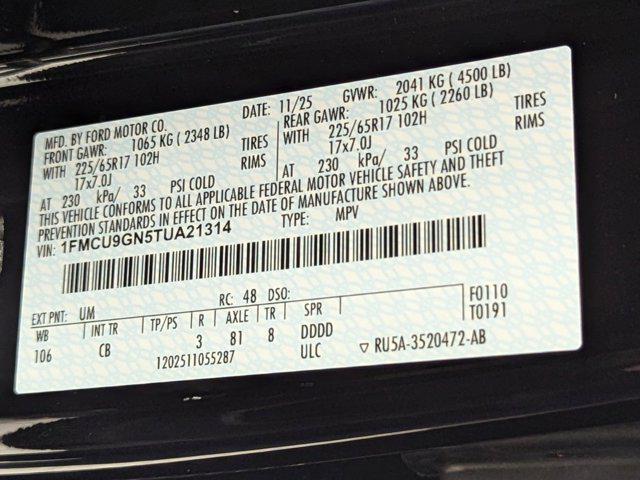 MFD. BY FORD MOTOR CO. DATE: 11/25 GVWR: 2041 KG ( 4500 LB)
FRONT GAWR: 1065 KG ( 2348 LB) REAR GAWR: 1025 KG ( 2260 LB)
WITH 225/65R17 102H TIRES WITH 225/65R17 102H TIRES
17x7.0J RIMS 17x7.0J RIMS
AT 230 kPa/ 33 PSI COLD AT 230 kPa/ 33 PSI COLD
THIS VEHICLE CONFORMS TO ALL APPLICABLE FEDERAL MOTOR VEHICLE SAFETY AND THEFT
PREVENTION STANDARDS IN EFFECT ON THE DATE OF MANUFACTURE SHOWN ABOVE.
VIN: 1FMCU9GN5TUA21314 TYPE: MPV
EXT PNT: UM RC: 48 DSO: F0110
WB INT TR TP/PS R AXLE TR SPR T0191
106 CB 3 81 8 DDDD
1202511055287 ULC ▽ RU5A-3520472-AB